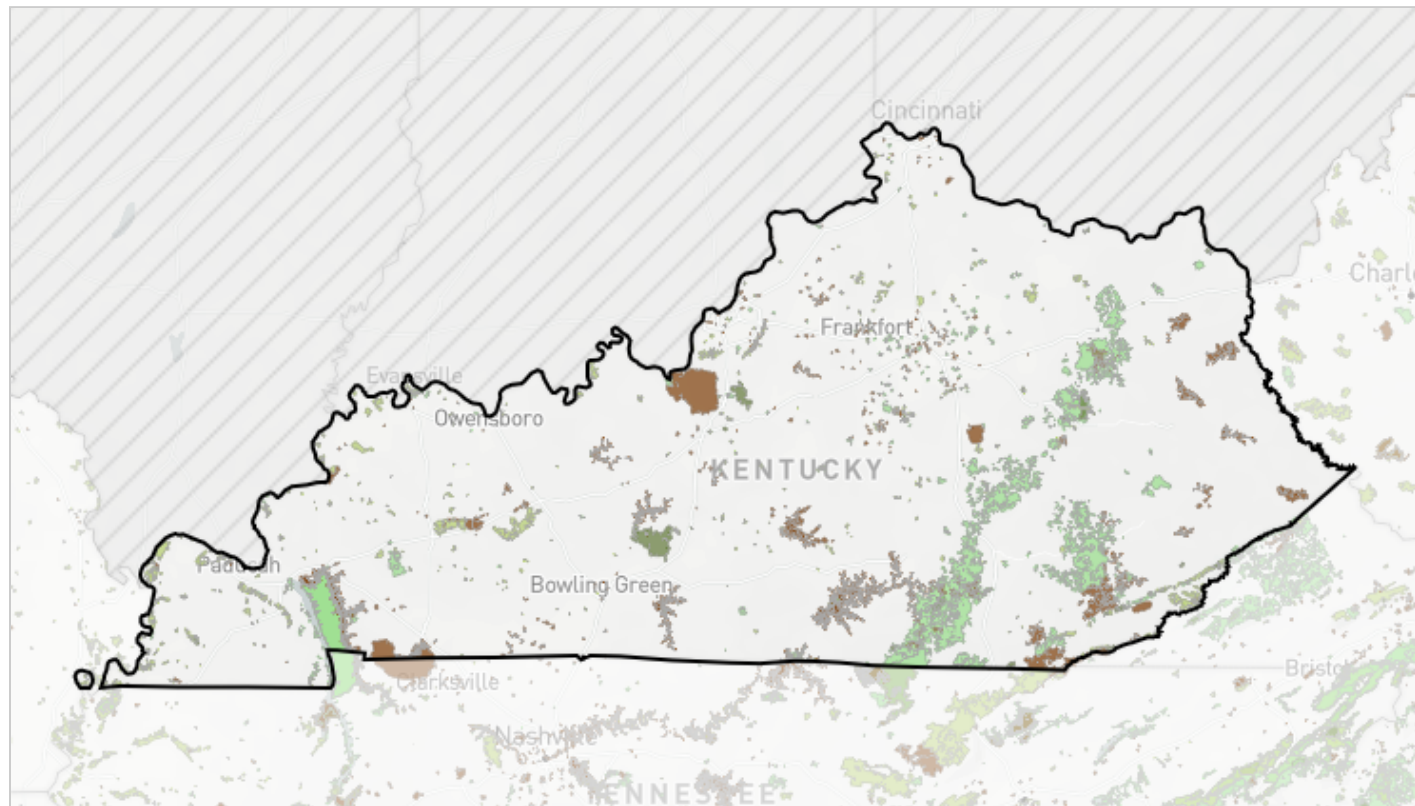 Cincinnati
Charl
Frankfort
Evansville
Owensboro
KENTUCKY
Paducah
Bowling Green
Clarksville
Bristol
Nashville
TENNESSEE